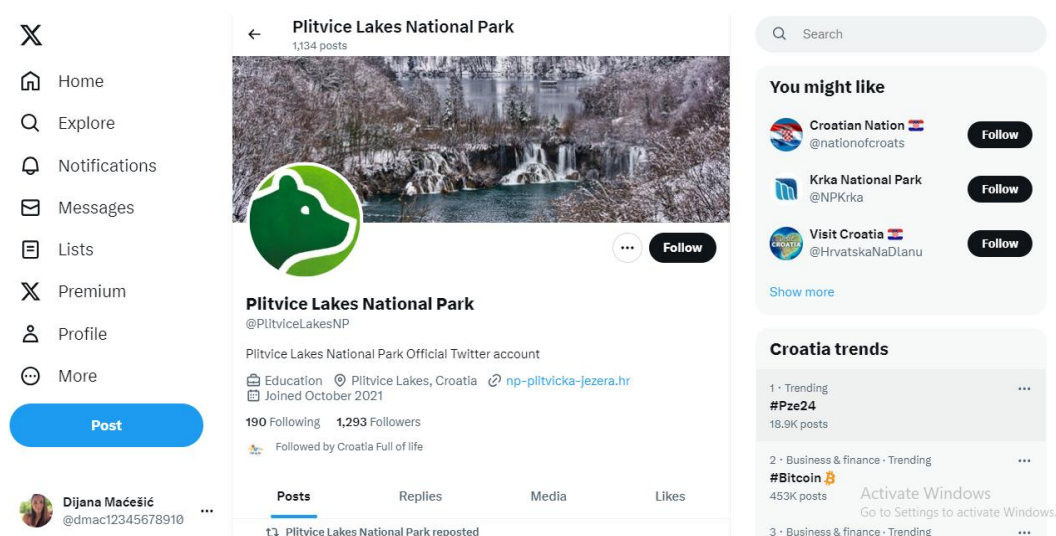 Home
Explore
Notifications
Messages
Lists
Premium
Profile
More
Post
Dijana Maćešić
@dmac12345678910
Plitvice Lakes National Park
1,134 posts
Follow
Plitvice Lakes National Park
@PlitviceLakesNP
Plitvice Lakes National Park Official Twitter account
Education Plitvice Lakes, Croatia np-plitvicka-jezera.hr
Joined October 2021
190 Following 1,293 Followers
Followed by Croatia Full of life
Posts Replies Media Likes
Plitvice Lakes National Park reposted
Search
You might like
Croatian Nation
@nationofcroats
Follow
Krka National Park
@NPKrka
Follow
Visit Croatia
@HrvatskaNaDlanu
Follow
CROATIA
Show more
Croatia trends
1 · Trending
#Pze24
18.9K posts
2 · Business & finance · Trending
#Bitcoin
453K posts
3 · Business & finance · Trending
Activate Windows
Go to Settings to activate Windows.